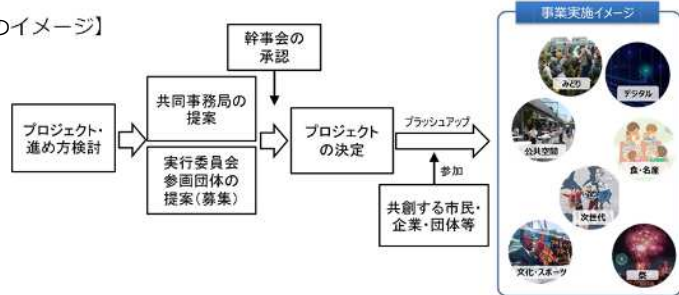 のイメージ】
幹事会の
承認
プロジェクト・
進め方検討
共同事務局の
提案
実行委員会
参画団体の
提案(募集)
プロジェクト
の決定
ブラッシュアップ
参加
共創する市民・
企業・団体等
事業実施イメージ
みどり
デジタル
公共空間
食・名産
次世代
文化・スポーツ
祭